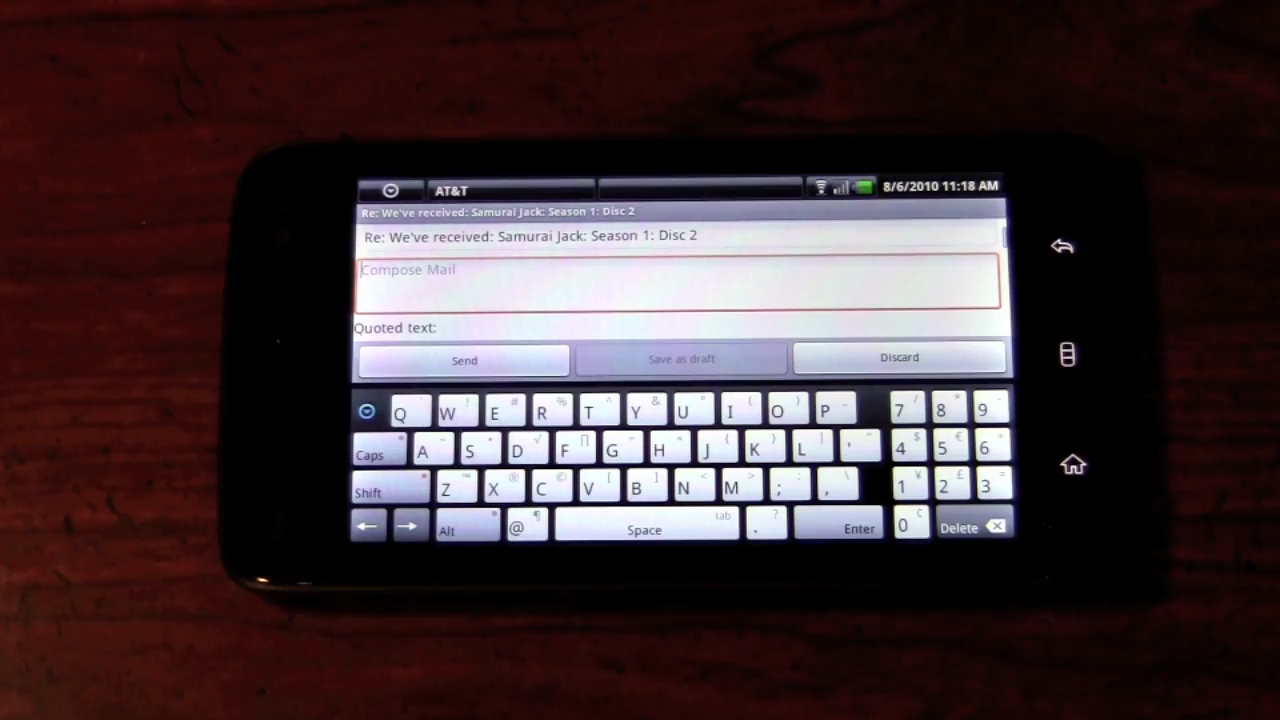 AT&T 8/6/2010 11:18 AM
Re: We've received: Samurai Jack: Season 1: Disc 2
Re: We've received: Samurai Jack: Season 1: Disc 2
Compose Mail
Quoted text:
Send Save as draft Discard
Q W ! E # R % T ^ Y & U I ( O ) P - 7 / 8 * 9 -
Caps A ~ S D √ F ∏ G ÷ H × J { K } L | ' " 4 $ 5 € 6 +
Shift Z ™ X ® C © V [ B ] N < M > ; : , \ 1 ¥ 2 £ 3 =
← → Alt @ ¶ Space tab . ? Enter 0 ¢ Delete